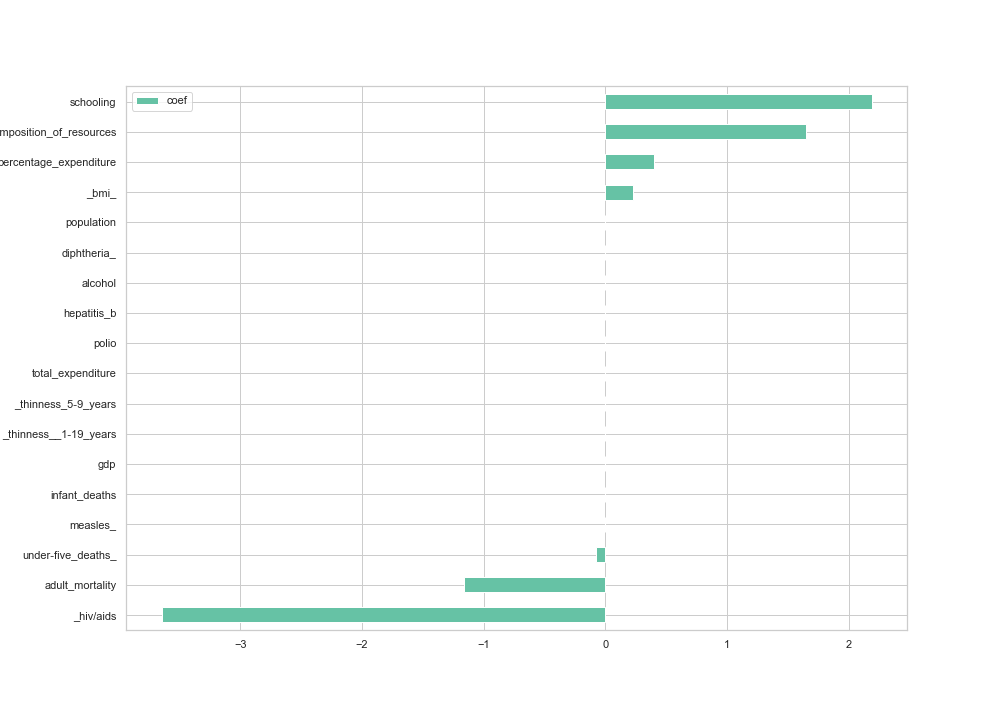 coef
schooling
mposition_of_resources
percentage_expenditure
_bmi_
population
diphtheria_
alcohol
hepatitis_b
polio
total_expenditure
_thinness_5-9_years
_thinness__1-19_years
gdp
infant_deaths
measles_
under-five_deaths_
adult_mortality
_hiv/aids
−3 −2 −1 0 1 2